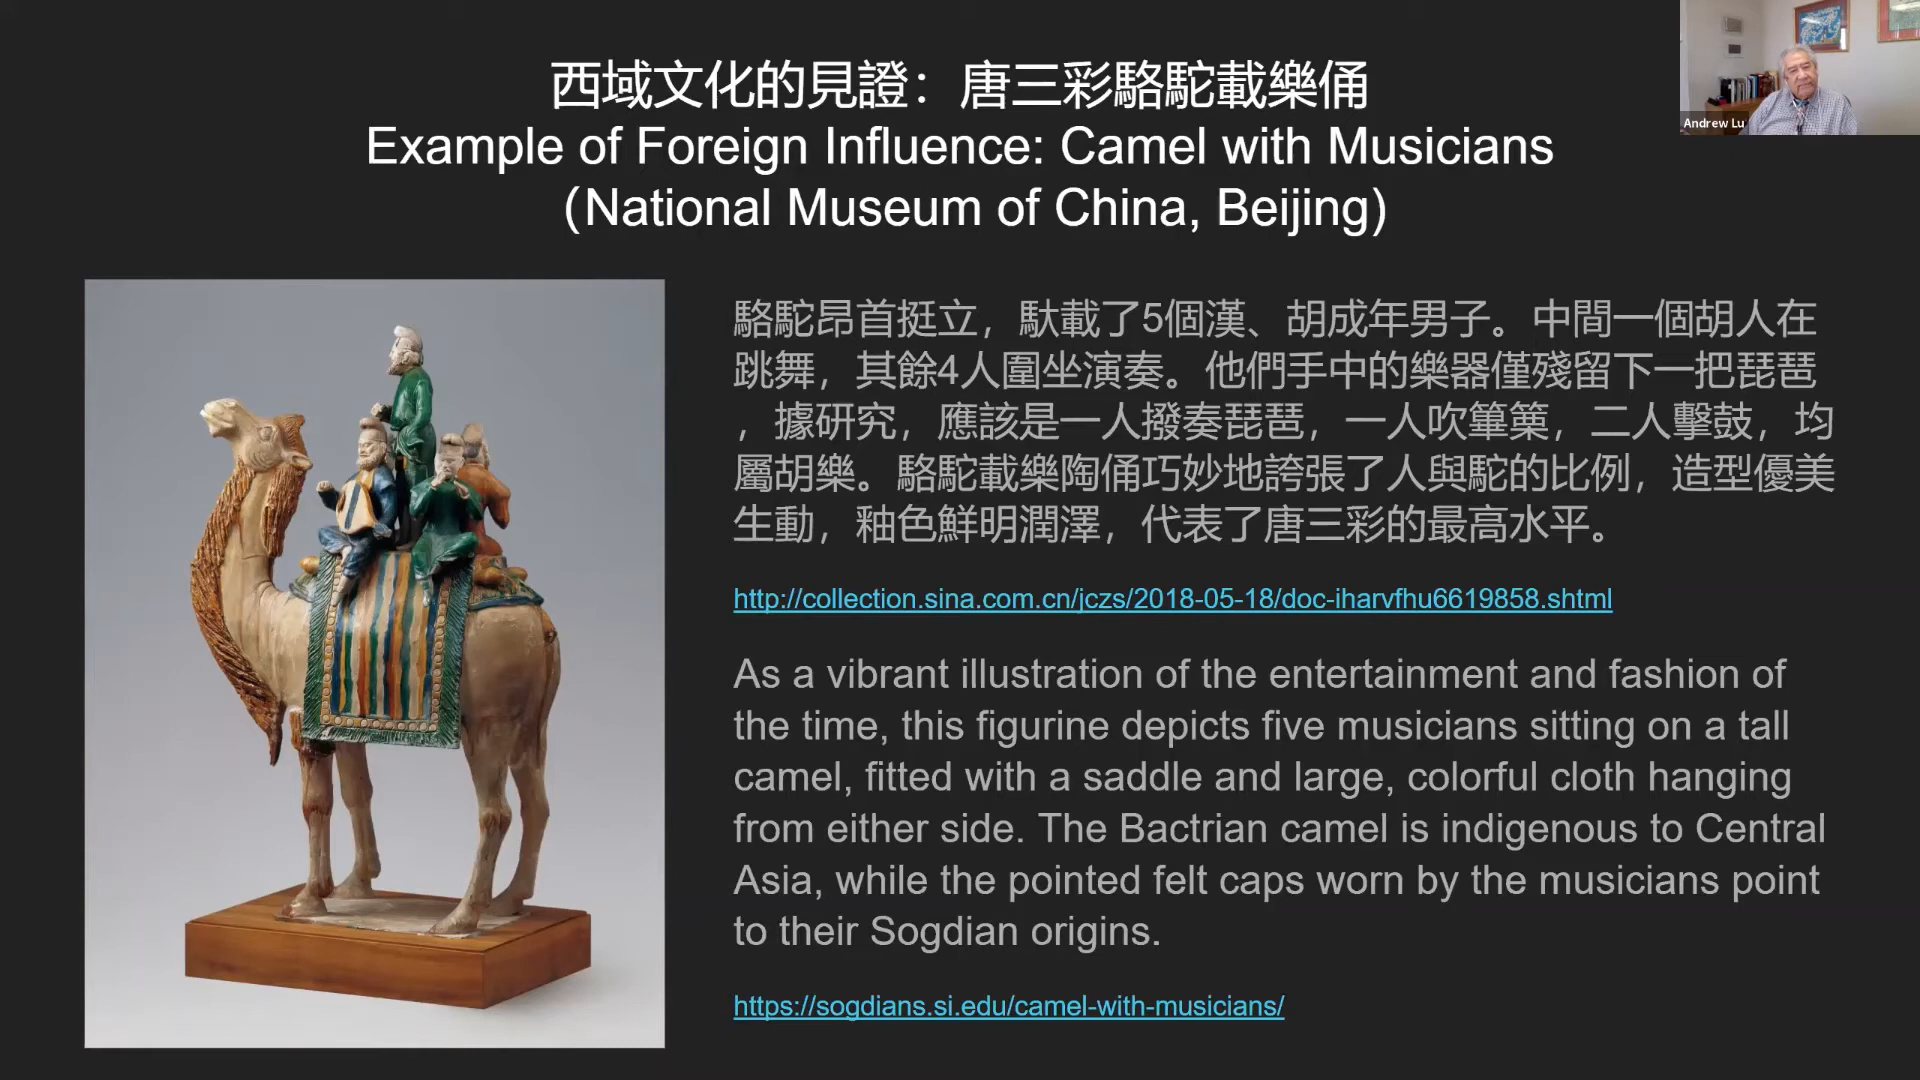 西域文化的見證：唐三彩駱駝載樂俑
Example of Foreign Influence: Camel with Musicians
（National Museum of China, Beijing)
Andrew Lu
駱駝昂首挺立，馱載了5個漢、胡成年男子。中間一個胡人在
跳舞，其餘4人圍坐演奏。他們手中的樂器僅殘留下一把琵琶
，據研究，應該是一人撥奏琵琶，一人吹篳篥，二人擊鼓，均
屬胡樂。駱駝載樂陶俑巧妙地誇張了人與駝的比例，造型優美
生動，釉色鮮明潤澤，代表了唐三彩的最高水平。
http://collection.sina.com.cn/jczs/2018-05-18/doc-iharvfhu6619858.shtml
As a vibrant illustration of the entertainment and fashion of
the time, this figurine depicts five musicians sitting on a tall
camel, fitted with a saddle and large, colorful cloth hanging
from either side. The Bactrian camel is indigenous to Central
Asia, while the pointed felt caps worn by the musicians point
to their Sogdian origins.
https://sogdians.si.edu/camel-with-musicians/